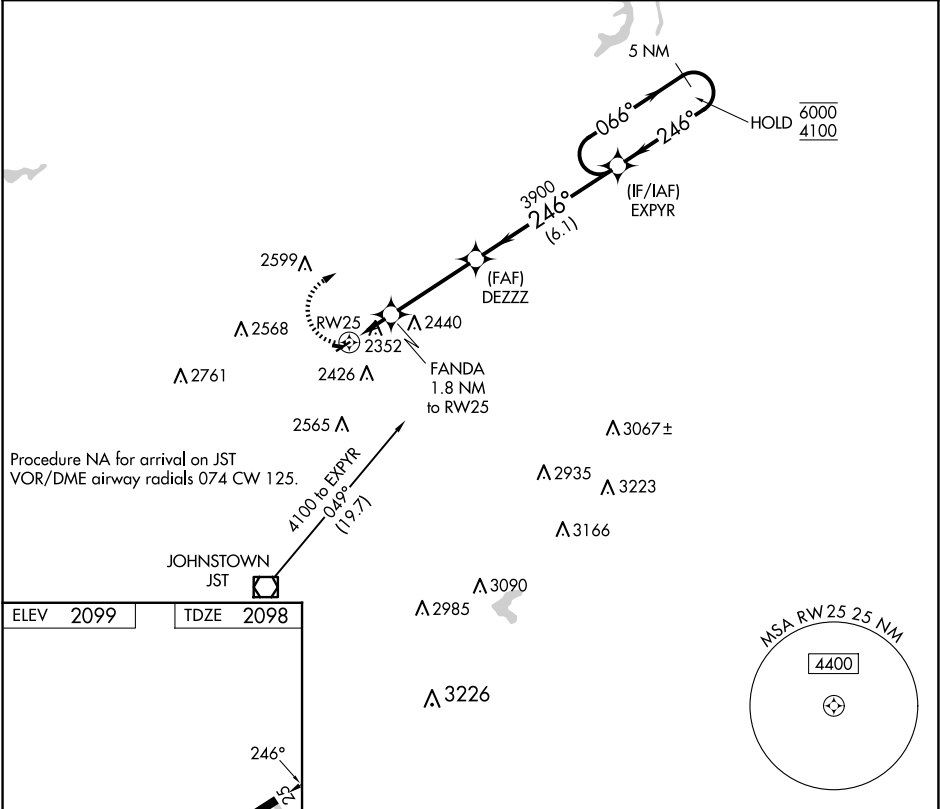 5 NM
066°
246°
HOLD 6000
4100
(IF/IAF)
EXPYR
3900
246°
(6.1)
(FAF)
DEZZZ
2599
2568
RW25
2440
2352
2761
2426
FANDA
1.8 NM
to RW25
2565
3067±
Procedure NA for arrival on JST
VOR/DME airway radials 074 CW 125.
2935
3223
4100 to EXPYR
049°
(19.7)
3166
JOHNSTOWN
JST
3090
2985
ELEV 2099
TDZE 2098
MSA RW25 25 NM
4400
3226
246°
25